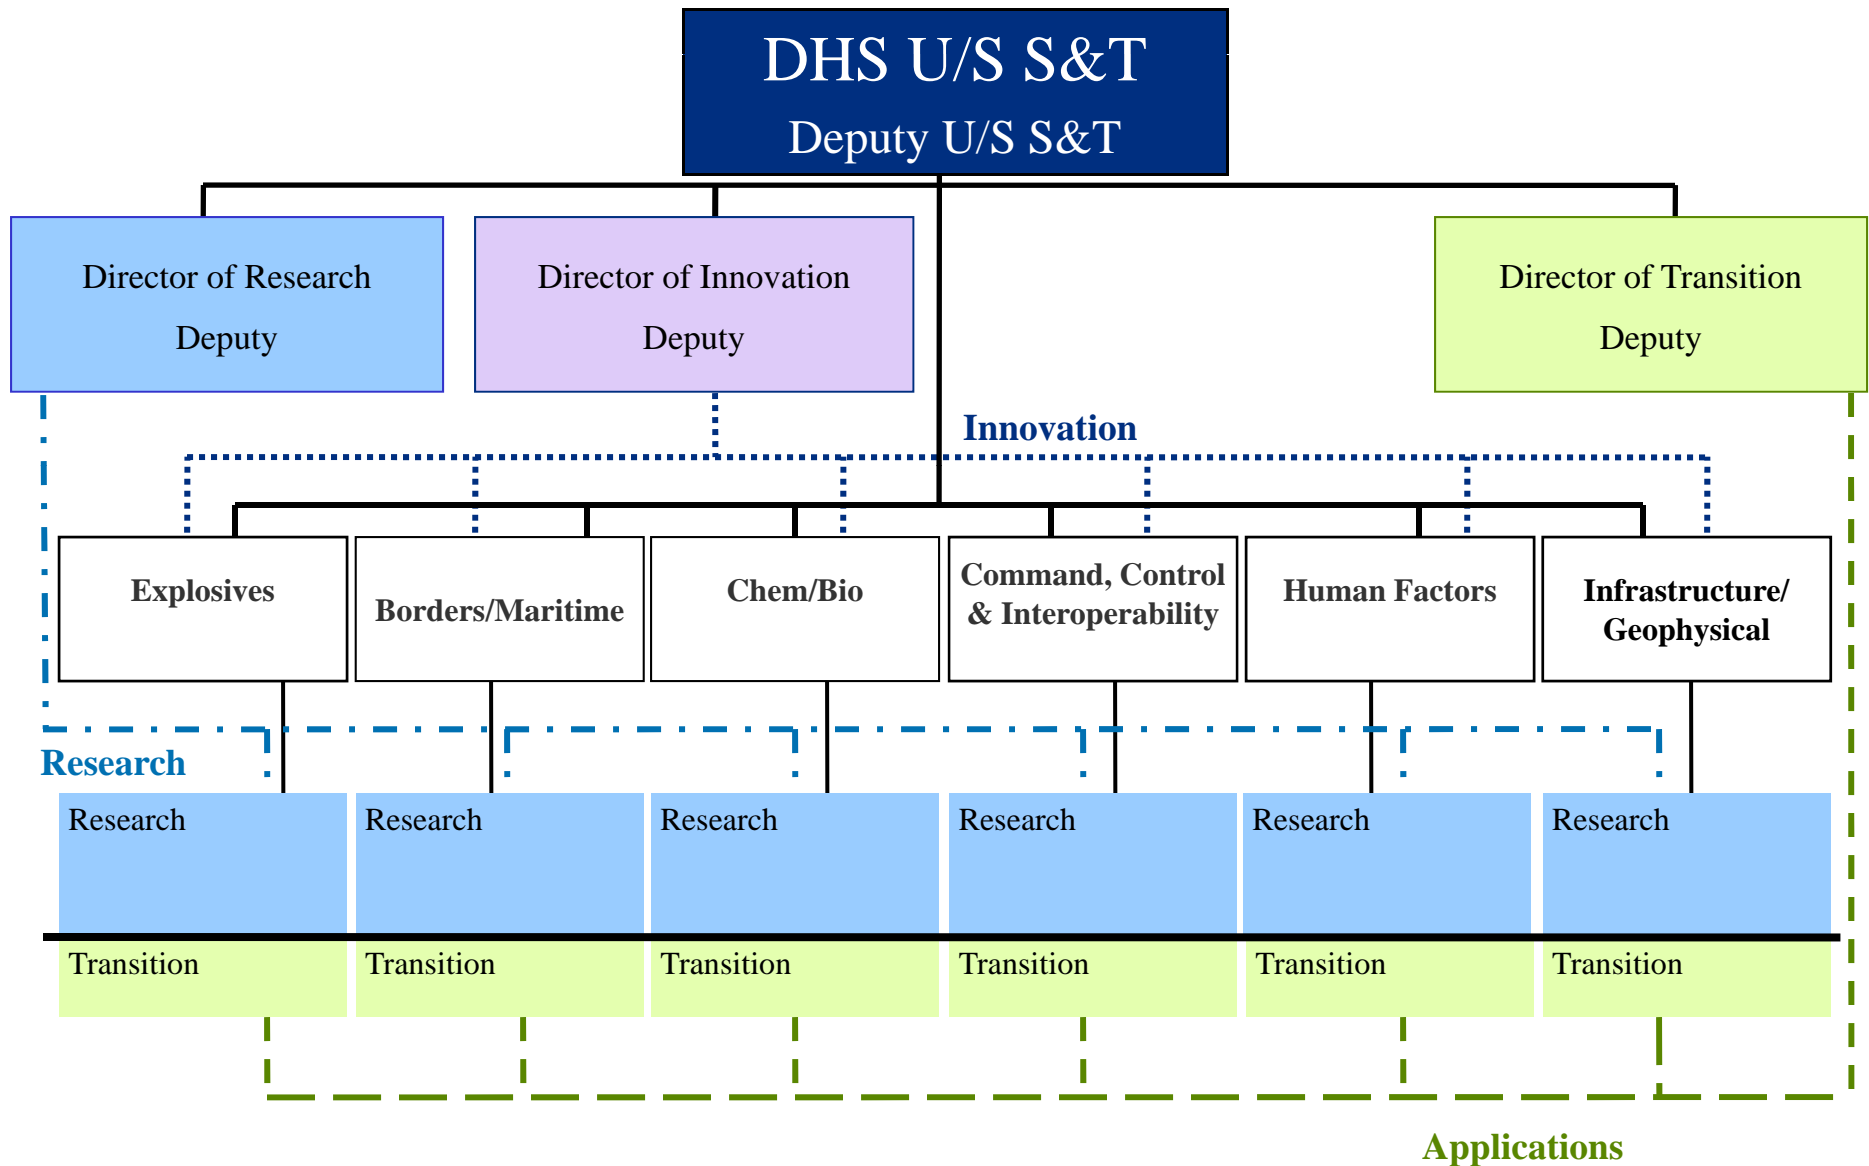 DHS U/S S&T
Deputy U/S S&T
Director of Research
Deputy
Director of Innovation
Deputy
Director of Transition
Deputy
Innovation
Explosives
Borders/Maritime
Chem/Bio
Command, Control
& Interoperability
Human Factors
Infrastructure/
Geophysical
Research
Research
Research
Research
Research
Research
Research
Transition
Transition
Transition
Transition
Transition
Transition
Applications